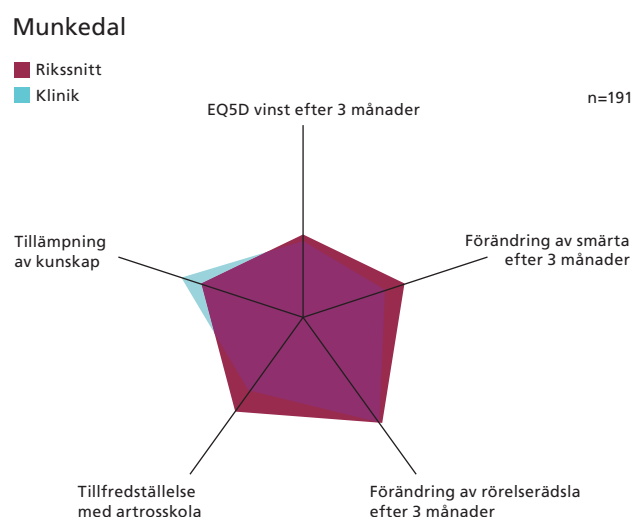 Munkedal
Rikssnitt
Klinik
n=191
EQ5D vinst efter 3 månader
Tillämpning
av kunskap
Förändring av smärta
efter 3 månader
Tillfredställelse
med artrosskola
Förändring av rörelserädsla
efter 3 månader